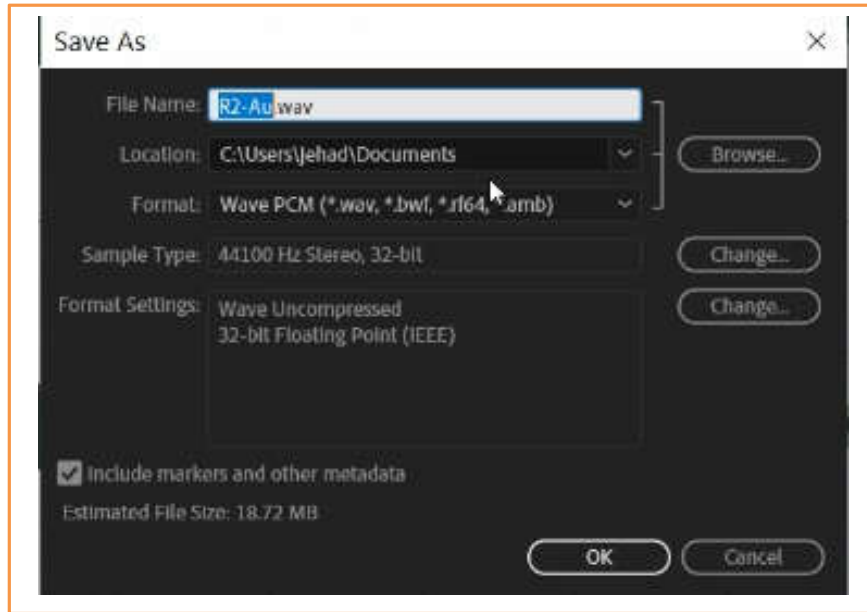 Save As
File Name: R2-Au.wav
Location: C:\Users\Jehad\Documents
Browse...
Format: Wave PCM (*.wav, *.bwf, *.rf64, *.amb)
Sample Type: 44100 Hz Stereo, 32-bit
Change...
Format Settings: Wave Uncompressed
Change...
32-bit Floating Point (IEEE)
Include markers and other metadata
Estimated File Size: 18.72 MB
OK
Cancel